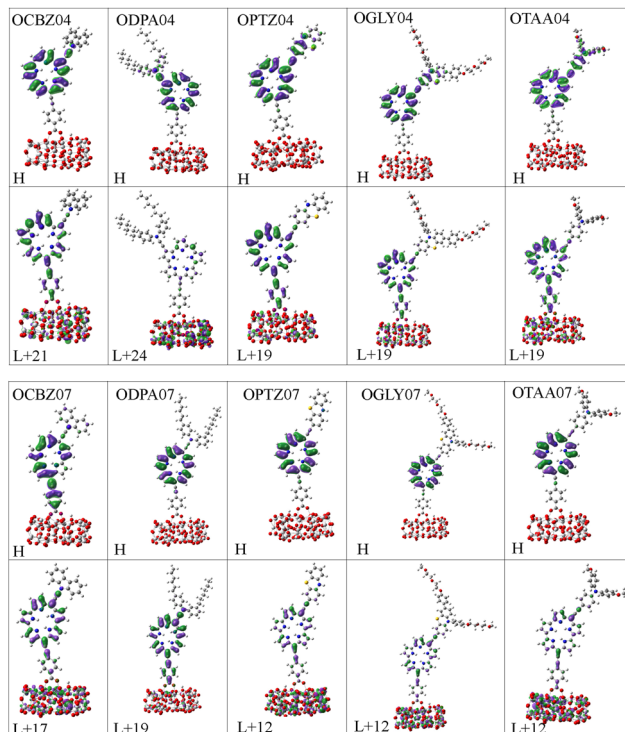 OCBZ04 ODPA04 OPTZ04 OGLY04 OTAA04
H H H H H
L+21 L+24 L+19 L+19 L+19
OCBZ07 ODPA07 OPTZ07 OGLY07 OTAA07
H H H H H
L+17 L+19 L+12 L+12 L+12